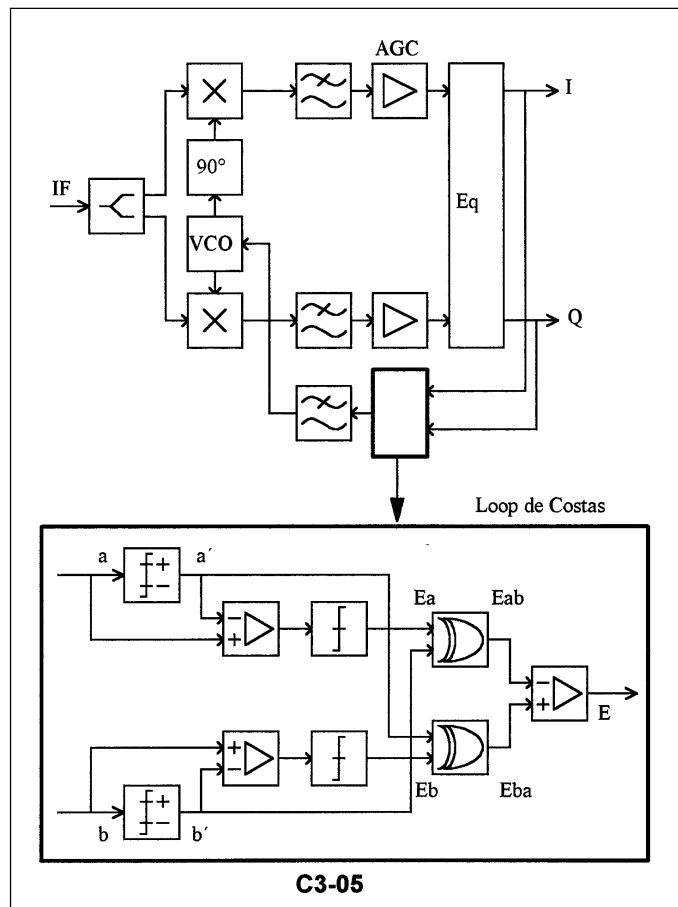 AGC
I
90°
IF
Eq
VCO
Q
Loop de Costas
a
a´
Ea
Eab
E
Eb
Eba
b
b´
C3-05